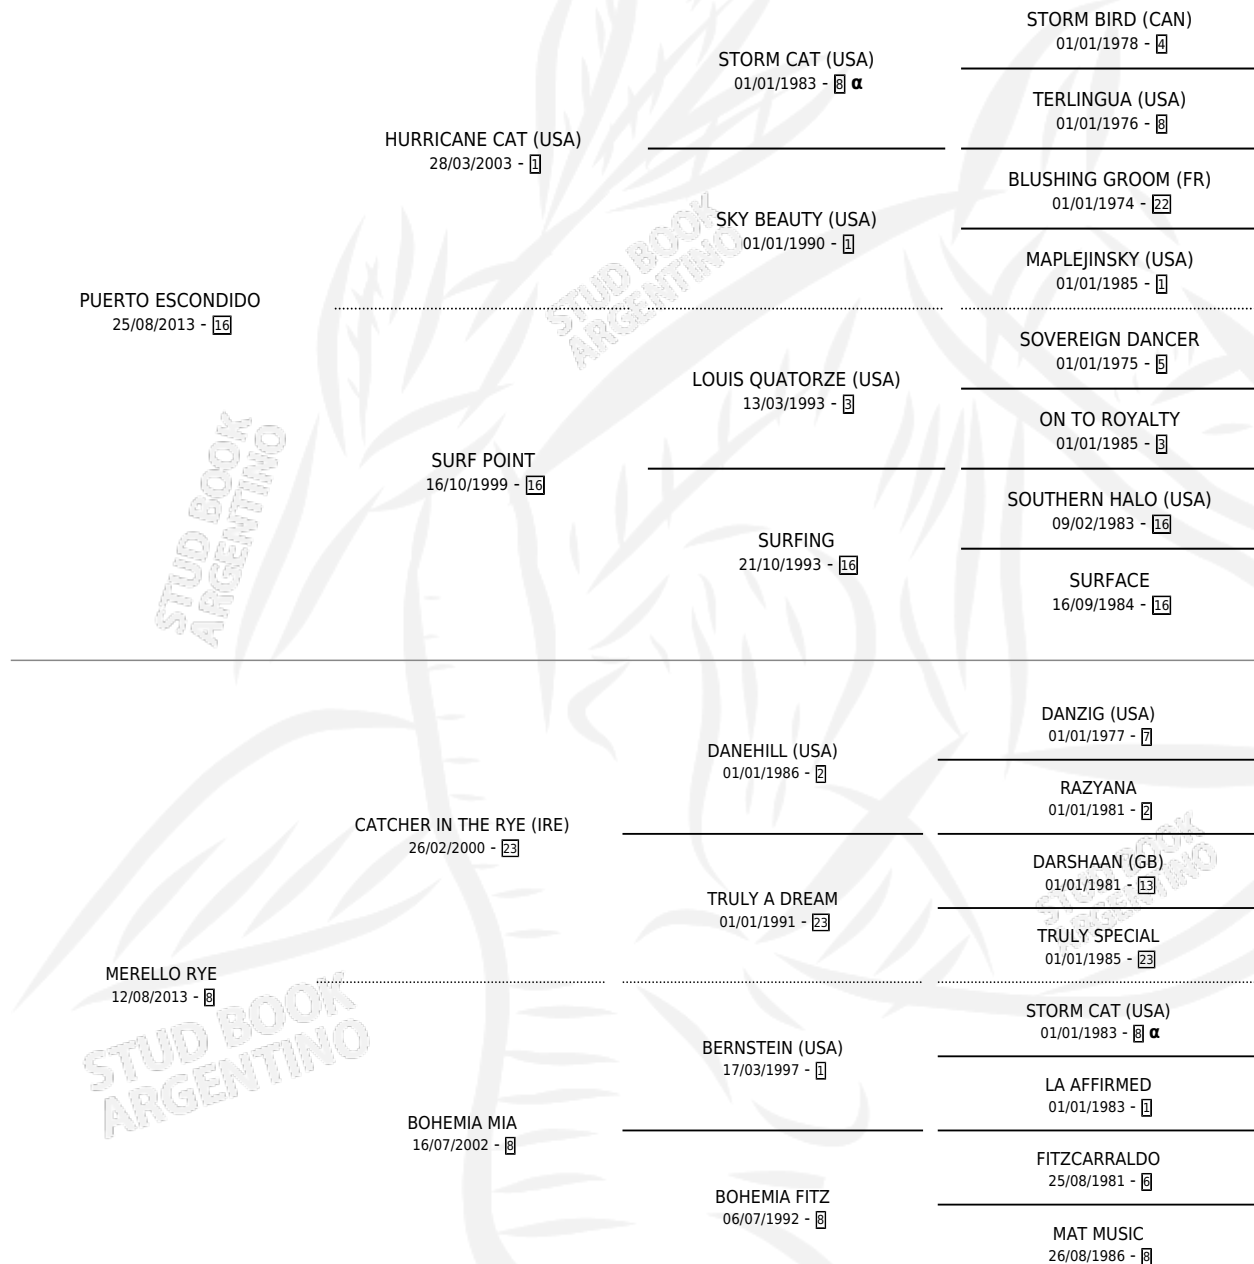 STORM BIRD (CAN)
01/01/1978 - 4
STORM CAT (USA)
01/01/1983 - 8 α
TERLINGUA (USA)
01/01/1976 - 8
HURRICANE CAT (USA)
28/03/2003 - 1
BLUSHING GROOM (FR)
01/01/1974 - 22
SKY BEAUTY (USA)
01/01/1990 - 1
MAPLEJINSKY (USA)
01/01/1985 - 1
PUERTO ESCONDIDO
25/08/2013 - 16
STUD BOOK
ARGENTINO
SOVEREIGN DANCER
01/01/1975 - 5
LOUIS QUATORZE (USA)
13/03/1993 - 3
ON TO ROYALTY
01/01/1985 - 3
SURF POINT
16/10/1999 - 16
SOUTHERN HALO (USA)
09/02/1983 - 16
SURFING
21/10/1993 - 16
SURFACE
16/09/1984 - 16
STUD BOOK
ARGENTINO
DANZIG (USA)
01/01/1977 - 7
DANEHILL (USA)
01/01/1986 - 2
RAZYANA
01/01/1981 - 2
CATCHER IN THE RYE (IRE)
26/02/2000 - 23
DARSHAAN (GB)
01/01/1981 - 13
STUD BOOK
ARGENTINO
TRULY A DREAM
01/01/1991 - 23
TRULY SPECIAL
01/01/1985 - 23
MERELLO RYE
12/08/2013 - 8
STUD BOOK
ARGENTINO
STORM CAT (USA)
01/01/1983 - 8 α
BERNSTEIN (USA)
17/03/1997 - 1
LA AFFIRMED
01/01/1983 - 1
BOHEMIA MIA
16/07/2002 - 8
FITZCARRALDO
25/08/1981 - 6
BOHEMIA FITZ
06/07/1992 - 8
MAT MUSIC
26/08/1986 - 8